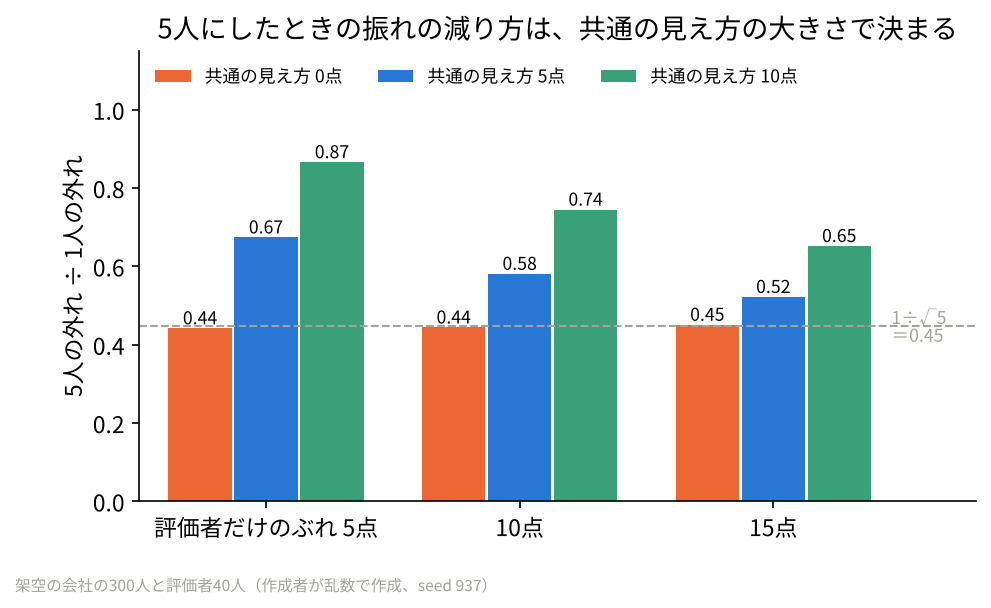 5人にしたときの振れの減り方は、共通の見え方の大きさで決まる
共通の見え方 0点
共通の見え方 5点
共通の見え方 10点
5人の外れ ÷ 1人の外れ
1.0
0.8
0.6
0.4
0.2
0.0
0.44
0.67
0.87
0.44
0.58
0.74
0.45
0.52
0.65
1÷√5
＝0.45
評価者だけのぶれ 5点
10点
15点
架空の会社の300人と評価者40人（作成者が乱数で作成、seed 937）